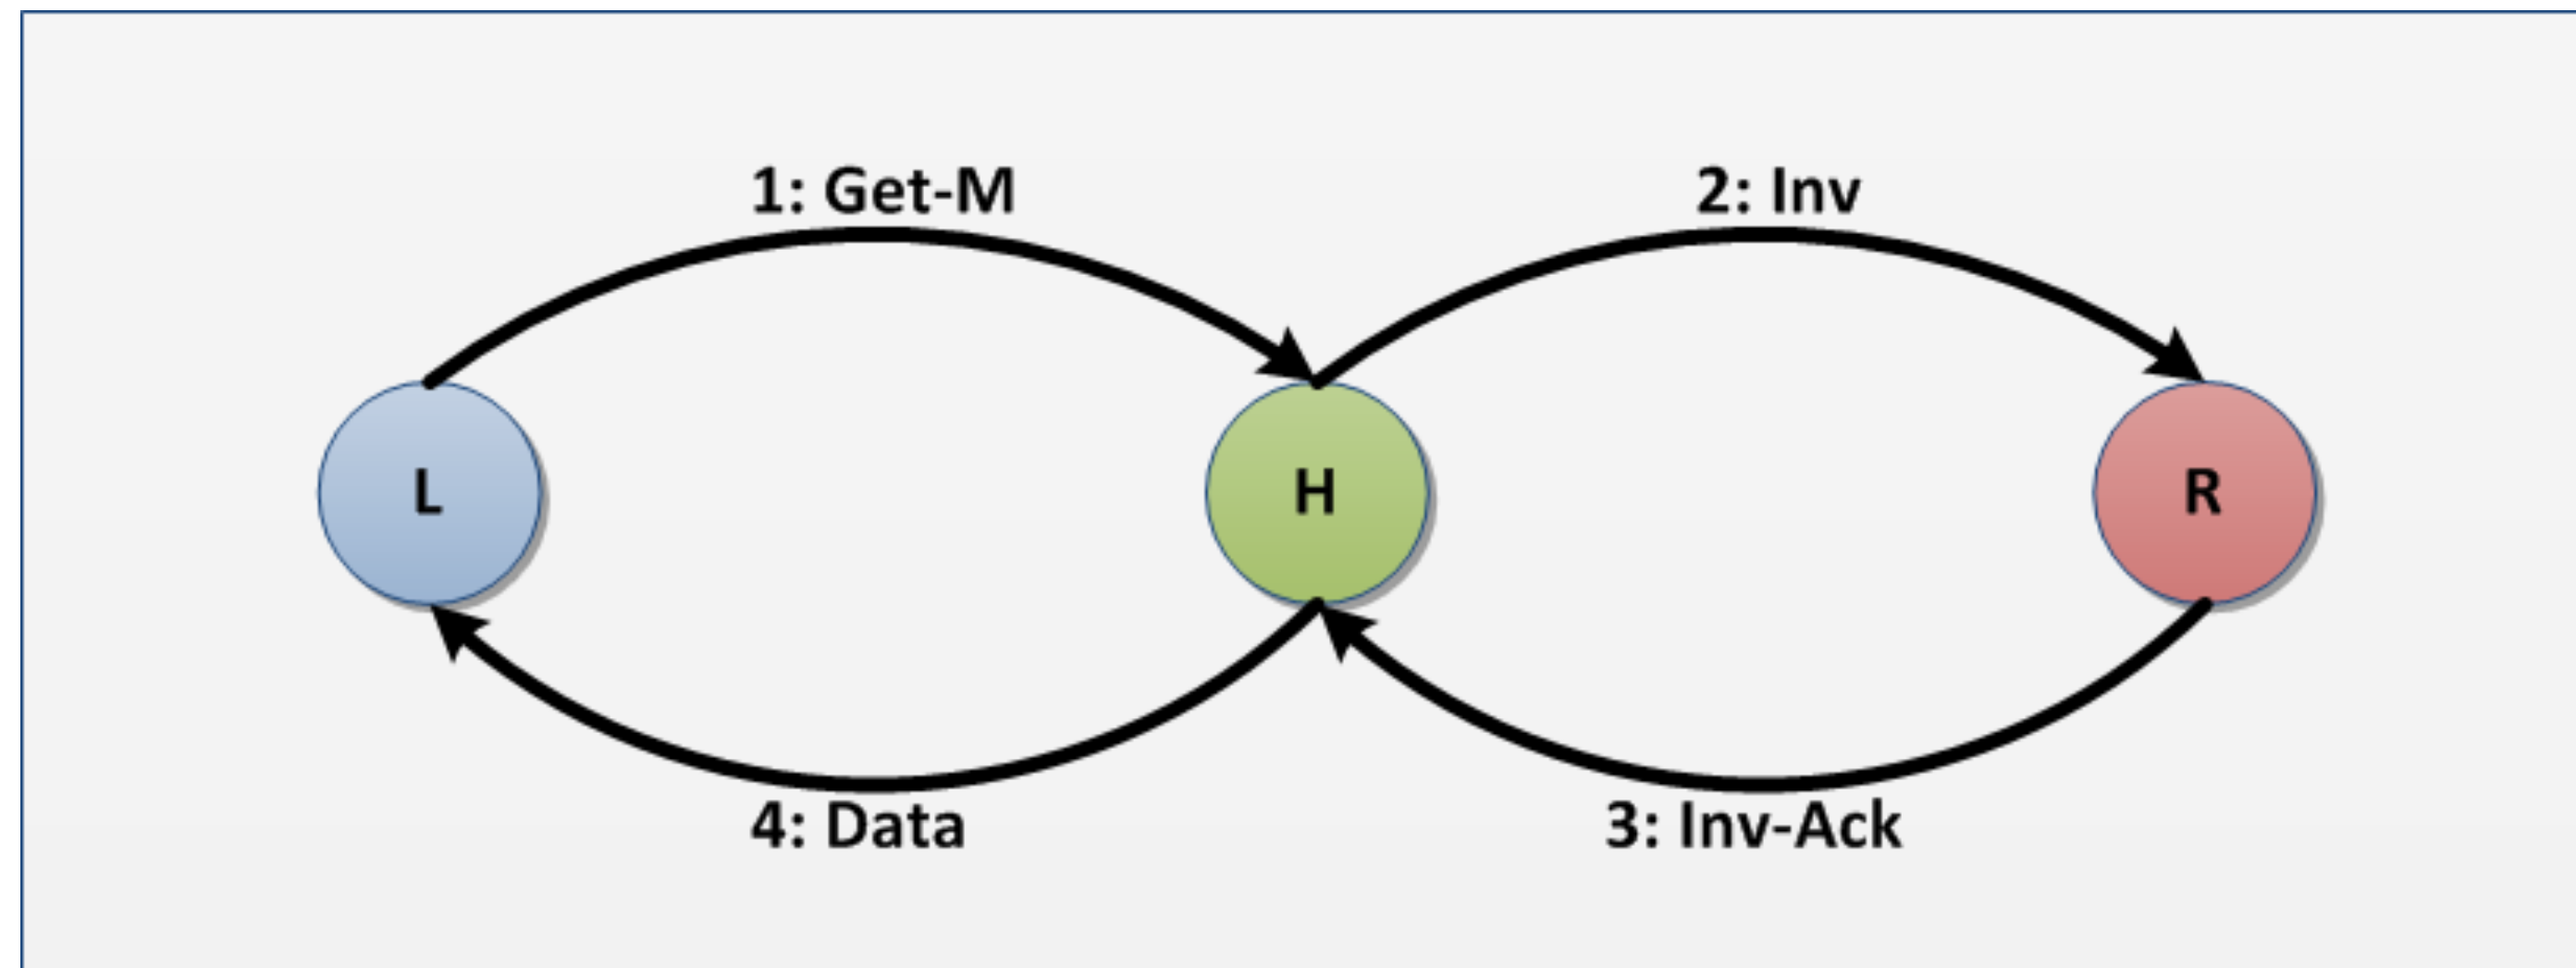 1: Get-M
2: Inv
L
H
R
4: Data
3: Inv-Ack